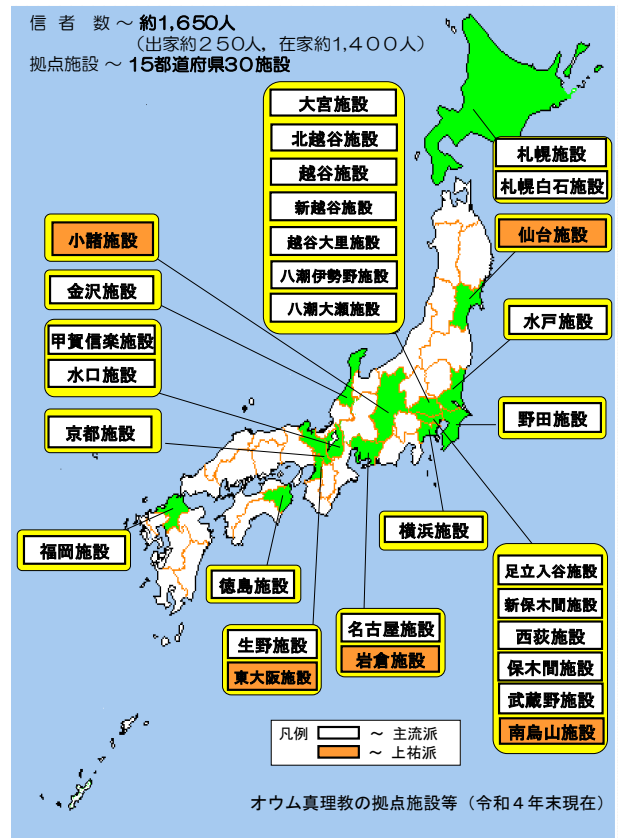 信者数～約1,650人
（出家約250人，在家約1,400人）
拠点施設～15都道府県30施設
大宮施設
北越谷施設
越谷施設
新越谷施設
越谷大里施設
八潮伊勢野施設
八潮大瀬施設
札幌施設
札幌白石施設
小諸施設
仙台施設
金沢施設
水戸施設
甲賀信楽施設
水口施設
京都施設
野田施設
横浜施設
福岡施設
徳島施設
足立入谷施設
新保木間施設
西荻施設
保木間施設
武蔵野施設
南烏山施設
生野施設
東大阪施設
名古屋施設
岩倉施設
凡例 ～ 主流派
～ 上祐派
オウム真理教の拠点施設等（令和４年末現在）